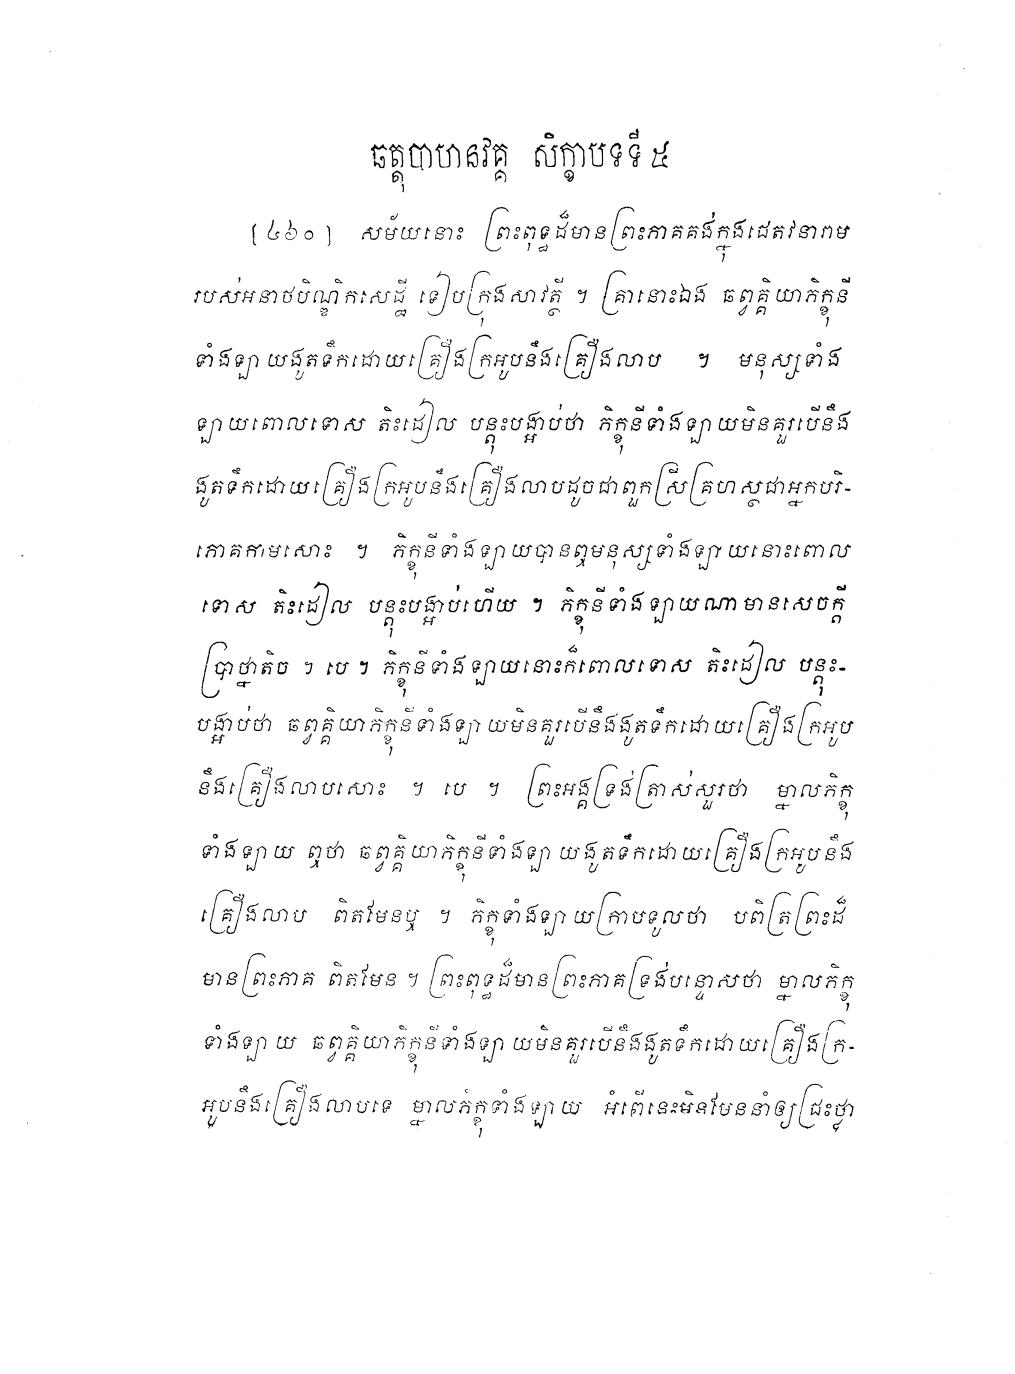 ឆត្តុបាហនវគ្គ សិក្ខាបទទី ៥
[៤៦០] សម័យនោះ ព្រះពុទ្ធដ៏មានព្រះភាគគង់ក្នុងជេតវនារាម
របស់អនាថបិណ្ឌិកសេដ្ឋី ទៀបក្រុងសាវត្ថី ។ គ្រានោះឯង ឆព្វគ្គិយាភិក្ខុនី
ទាំងឡាយងូតទឹកដោយគ្រឿងក្រអូបនឹងគ្រឿងលាប ។ មនុស្សទាំង
ឡាយពោលទោស តិះដៀល បន្តុះបង្អាប់ថា ភិក្ខុនីទាំងឡាយមិនគួរបើនឹង
ងូតទឹកដោយគ្រឿងក្រអូបនឹងគ្រឿងលាបដូចជាពួកស្រីគ្រហស្ថជាអ្នកបរិ-
ភោគកាមសោះ ។ ភិក្ខុនីទាំងឡាយបានឮមនុស្សទាំងឡាយនោះពោល
ទោស តិះដៀល បន្តុះបង្អាប់ហើយ ។ ភិក្ខុនីទាំងឡាយណាមានសេចក្តី
ប្រាថ្នាតិច ។ បេ ។ ភិក្ខុនីទាំងឡាយនោះក៏ពោលទោស តិះដៀល បន្តុះ-
បង្អាប់ថា ឆព្វគ្គិយាភិក្ខុនីទាំងឡាយមិនគួរបើនឹងងូតទឹកដោយគ្រឿងក្រអូប
នឹងគ្រឿងលាបសោះ ។ បេ ។ ព្រះអង្គទ្រង់ត្រាស់សួរថា ម្នាលភិក្ខុ
ទាំងឡាយ ឮថា ឆព្វគ្គិយាភិក្ខុនីទាំងឡាយងូតទឹកដោយគ្រឿងក្រអូបនឹង
គ្រឿងលាប ពិតមែនឬ ។ ភិក្ខុទាំងឡាយក្រាបទូលថា បពិត្រព្រះដ៏
មានព្រះភាគ ពិតមែន ។ ព្រះពុទ្ធដ៏មានព្រះភាគទ្រង់បន្ទោសថា ម្នាលភិក្ខុ
ទាំងឡាយ ឆព្វគ្គិយាភិក្ខុនីទាំងឡាយមិនគួរបើនឹងងូតទឹកដោយគ្រឿងក្រ-
អូបនឹងគ្រឿងលាបទេ ម្នាលភិក្ខុទាំងឡាយ អំពើនេះមិនមែននាំឲ្យជ្រះថ្លា